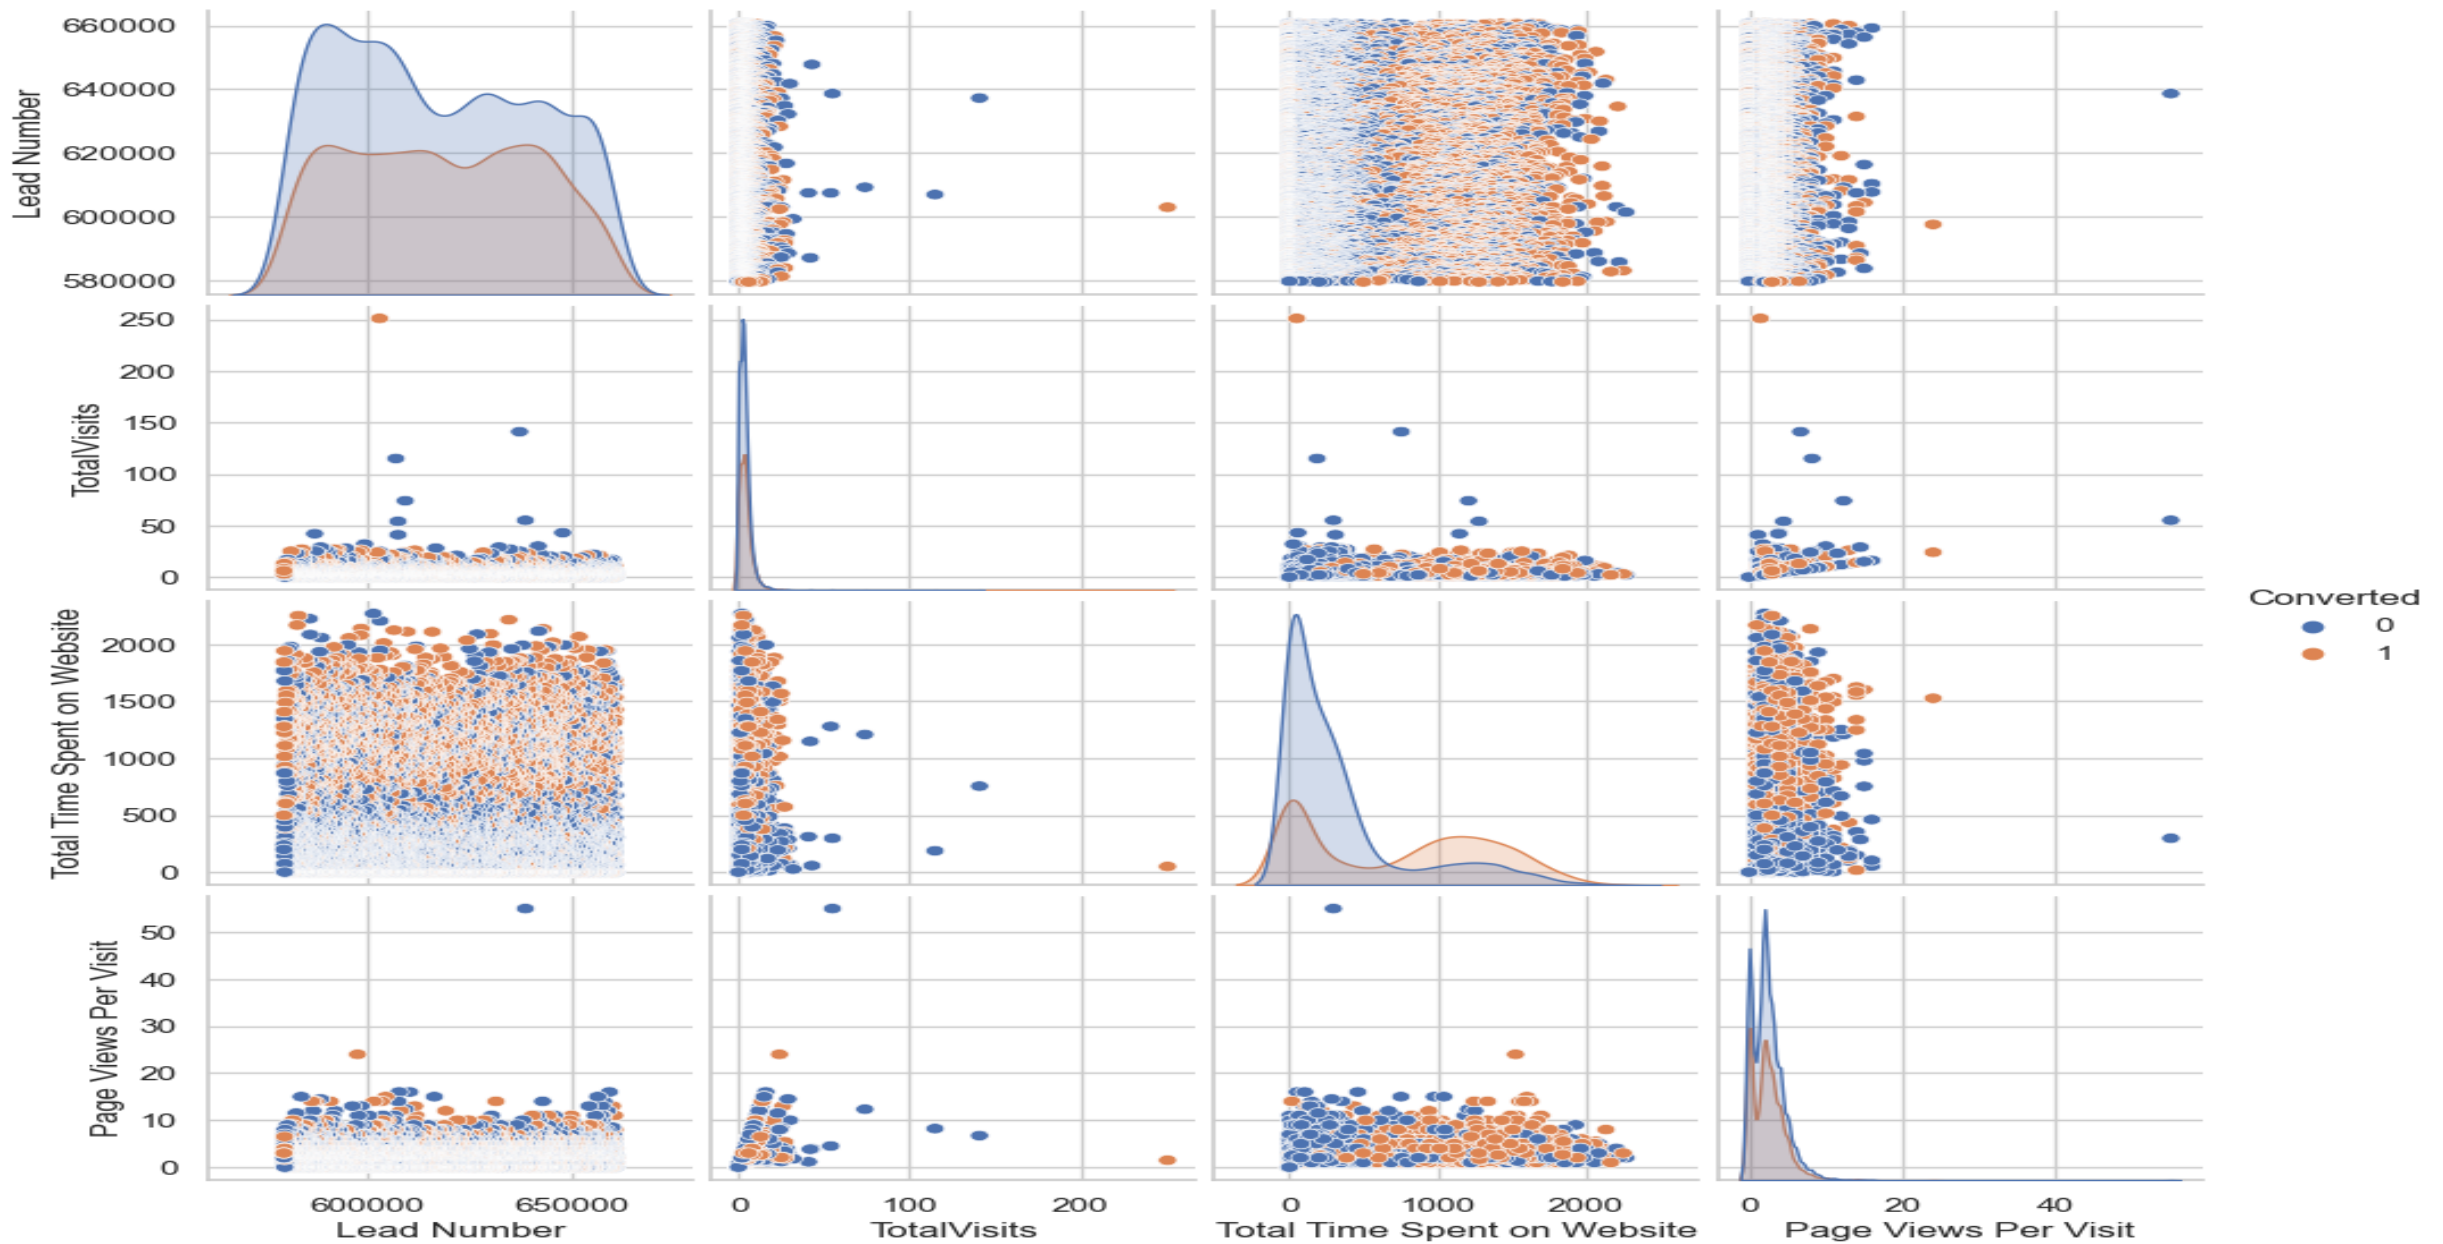 Lead Number
660000
640000
620000
600000
580000
TotalVisits
250
200
150
100
50
0
Total Time Spent on Website
2000
1500
1000
500
0
Page Views Per Visit
50
40
30
20
10
0
600000 650000
Lead Number
0 100 200
TotalVisits
0 1000 2000
Total Time Spent on Website
0 20 40
Page Views Per Visit
Converted
0
1